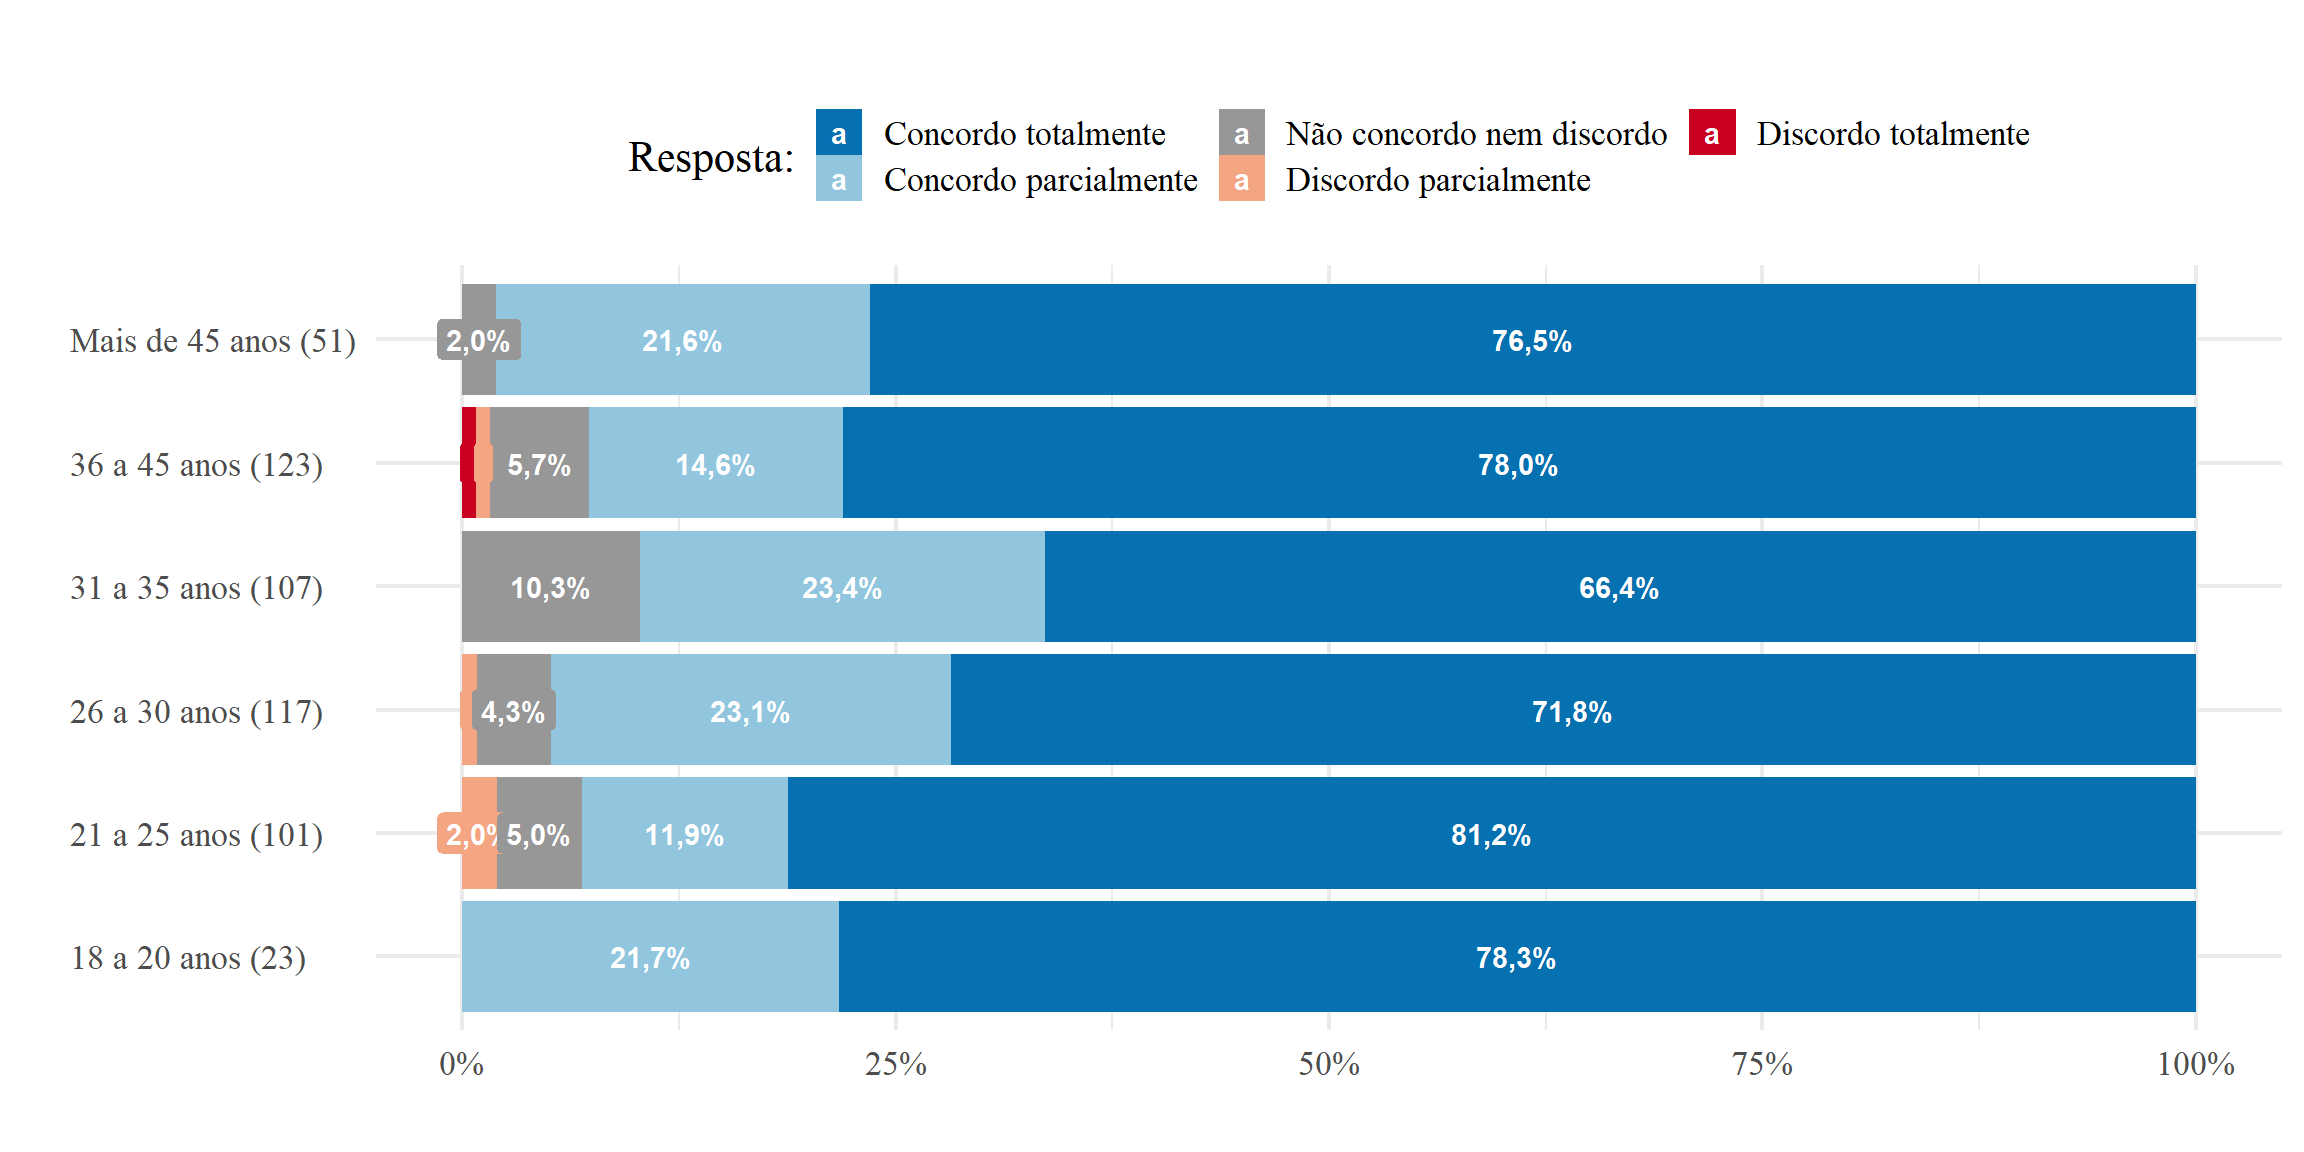 Resposta:
a Concordo totalmente
a Concordo parcialmente
a Não concordo nem discordo
a Discordo parcialmente
a Discordo totalmente
Mais de 45 anos (51) 2,0% 21,6% 76,5%
36 a 45 anos (123) 5,7% 14,6% 78,0%
31 a 35 anos (107) 10,3% 23,4% 66,4%
26 a 30 anos (117) 4,3% 23,1% 71,8%
21 a 25 anos (101) 2,0% 5,0% 11,9% 81,2%
18 a 20 anos (23) 21,7% 78,3%
0% 25% 50% 75% 100%